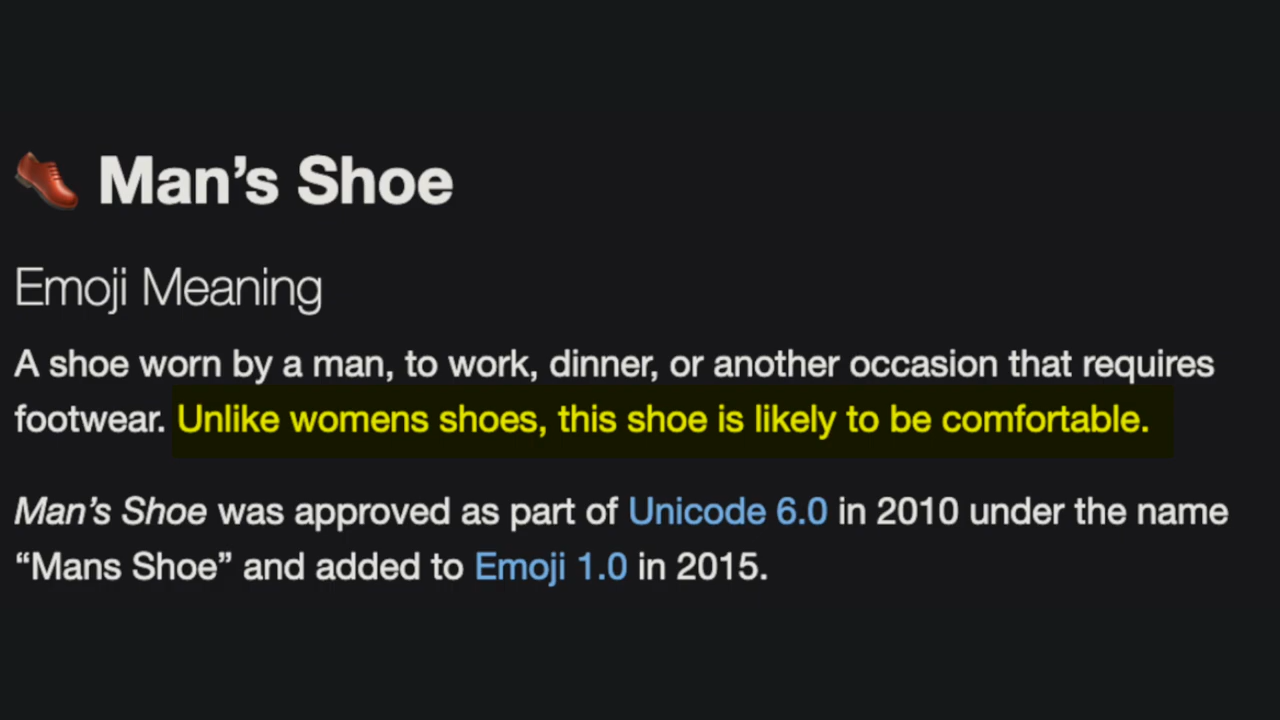 Man’s Shoe
Emoji Meaning
A shoe worn by a man, to work, dinner, or another occasion that requires
footwear. Unlike womens shoes, this shoe is likely to be comfortable.
Man’s Shoe was approved as part of Unicode 6.0 in 2010 under the name
“Mans Shoe” and added to Emoji 1.0 in 2015.